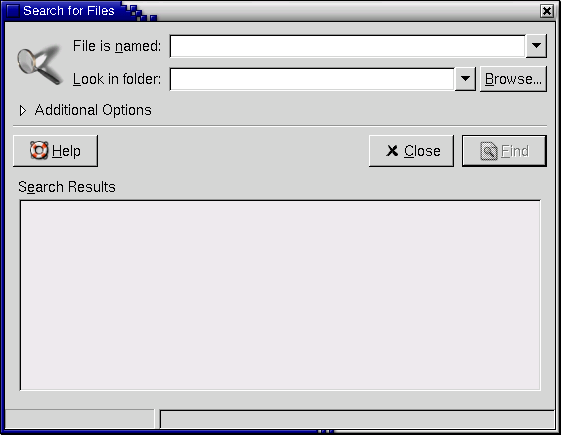 Search for Files
File is named:
Look in folder:
Browse...
Additional Options
Help
Close
Find
Search Results